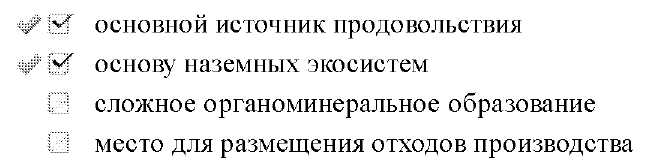 основной источник продовольствия
основу наземных экосистем
сложное органоминеральное образование
место для размещения отходов производства